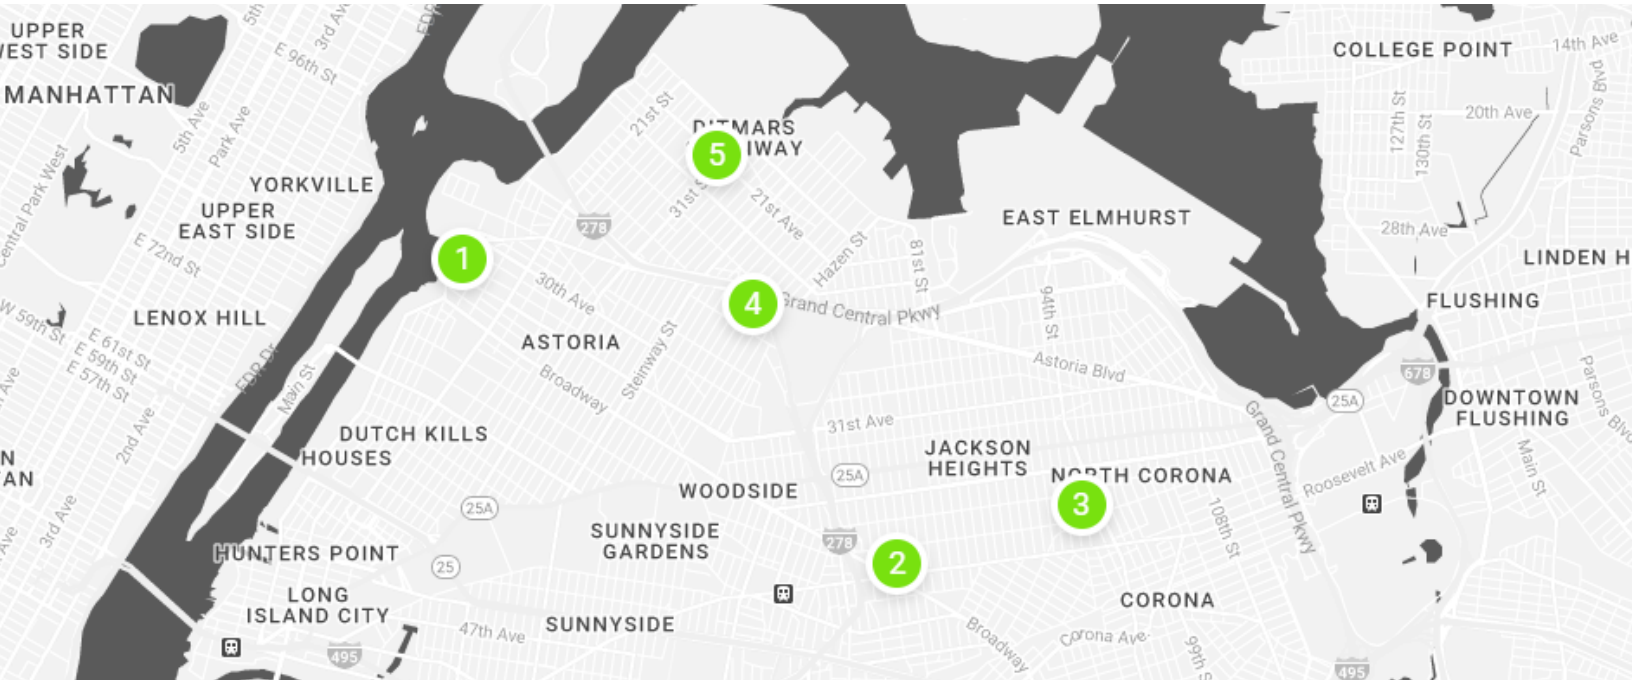 UPPER
WEST SIDE
MANHATTAN
5th
3rd Av
FDR
E 96th St
5th Ave
Park Ave
Central Park West
YORKVILLE
UPPER
EAST SIDE
E 72nd St
W 59th St
LENOX HILL
E 61st St
E 59th St
E 57th St
FDR Dr
Main St
2nd Ave
3rd Ave
Ave
N
AN
Ave
21st St
DITMARS
5
WAY
31st S
21st Ave
278
1
30th Ave
4
Hazen St
Grand Central Pkwy
81st St
EAST ELMHURST
94th St
Astoria Blvd
ASTORIA
Steinway St
Broadway
31st Ave
DUTCH KILLS
HOUSES
25A
WOODSIDE
25A
JACKSON
HEIGHTS
NORTH CORONA
3
SUNNYSIDE
GARDENS
278
2
HUNTERS POINT
25
LONG
ISLAND CITY
495
47th Ave
SUNNYSIDE
Broadway
Corona Ave
CORONA
99th S
108th St
Grand Central Pkwy
Roosevelt Ave
25A
678
495
COLLEGE POINT
14th Ave
20th Ave
127th St
130th St
Parsons Blvd
28th Ave
LINDEN H
FLUSHING
DOWNTOWN
FLUSHING
Main St
Parsons Blvd